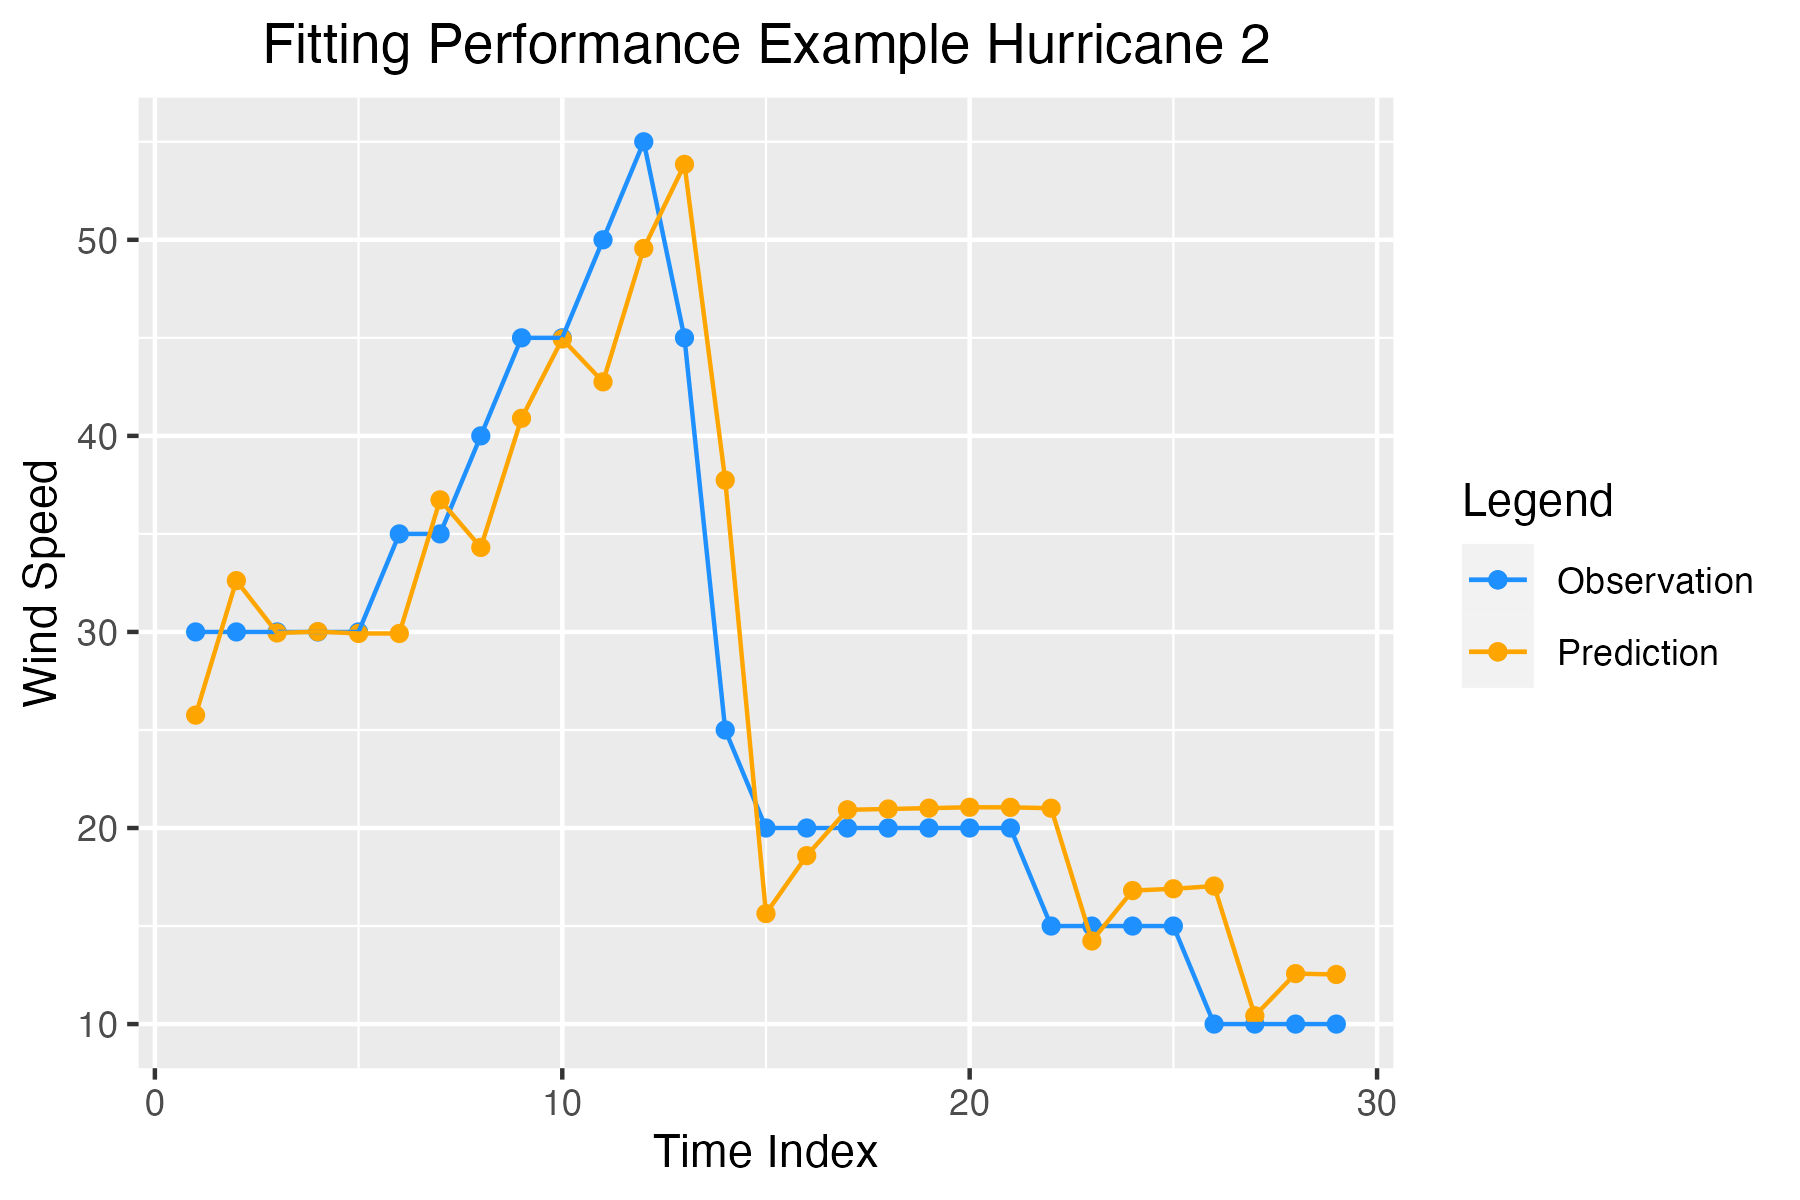 Fitting Performance Example Hurricane 2
Wind Speed
50
40
30
20
10
0
10
20
30
Time Index
Legend
Observation
Prediction